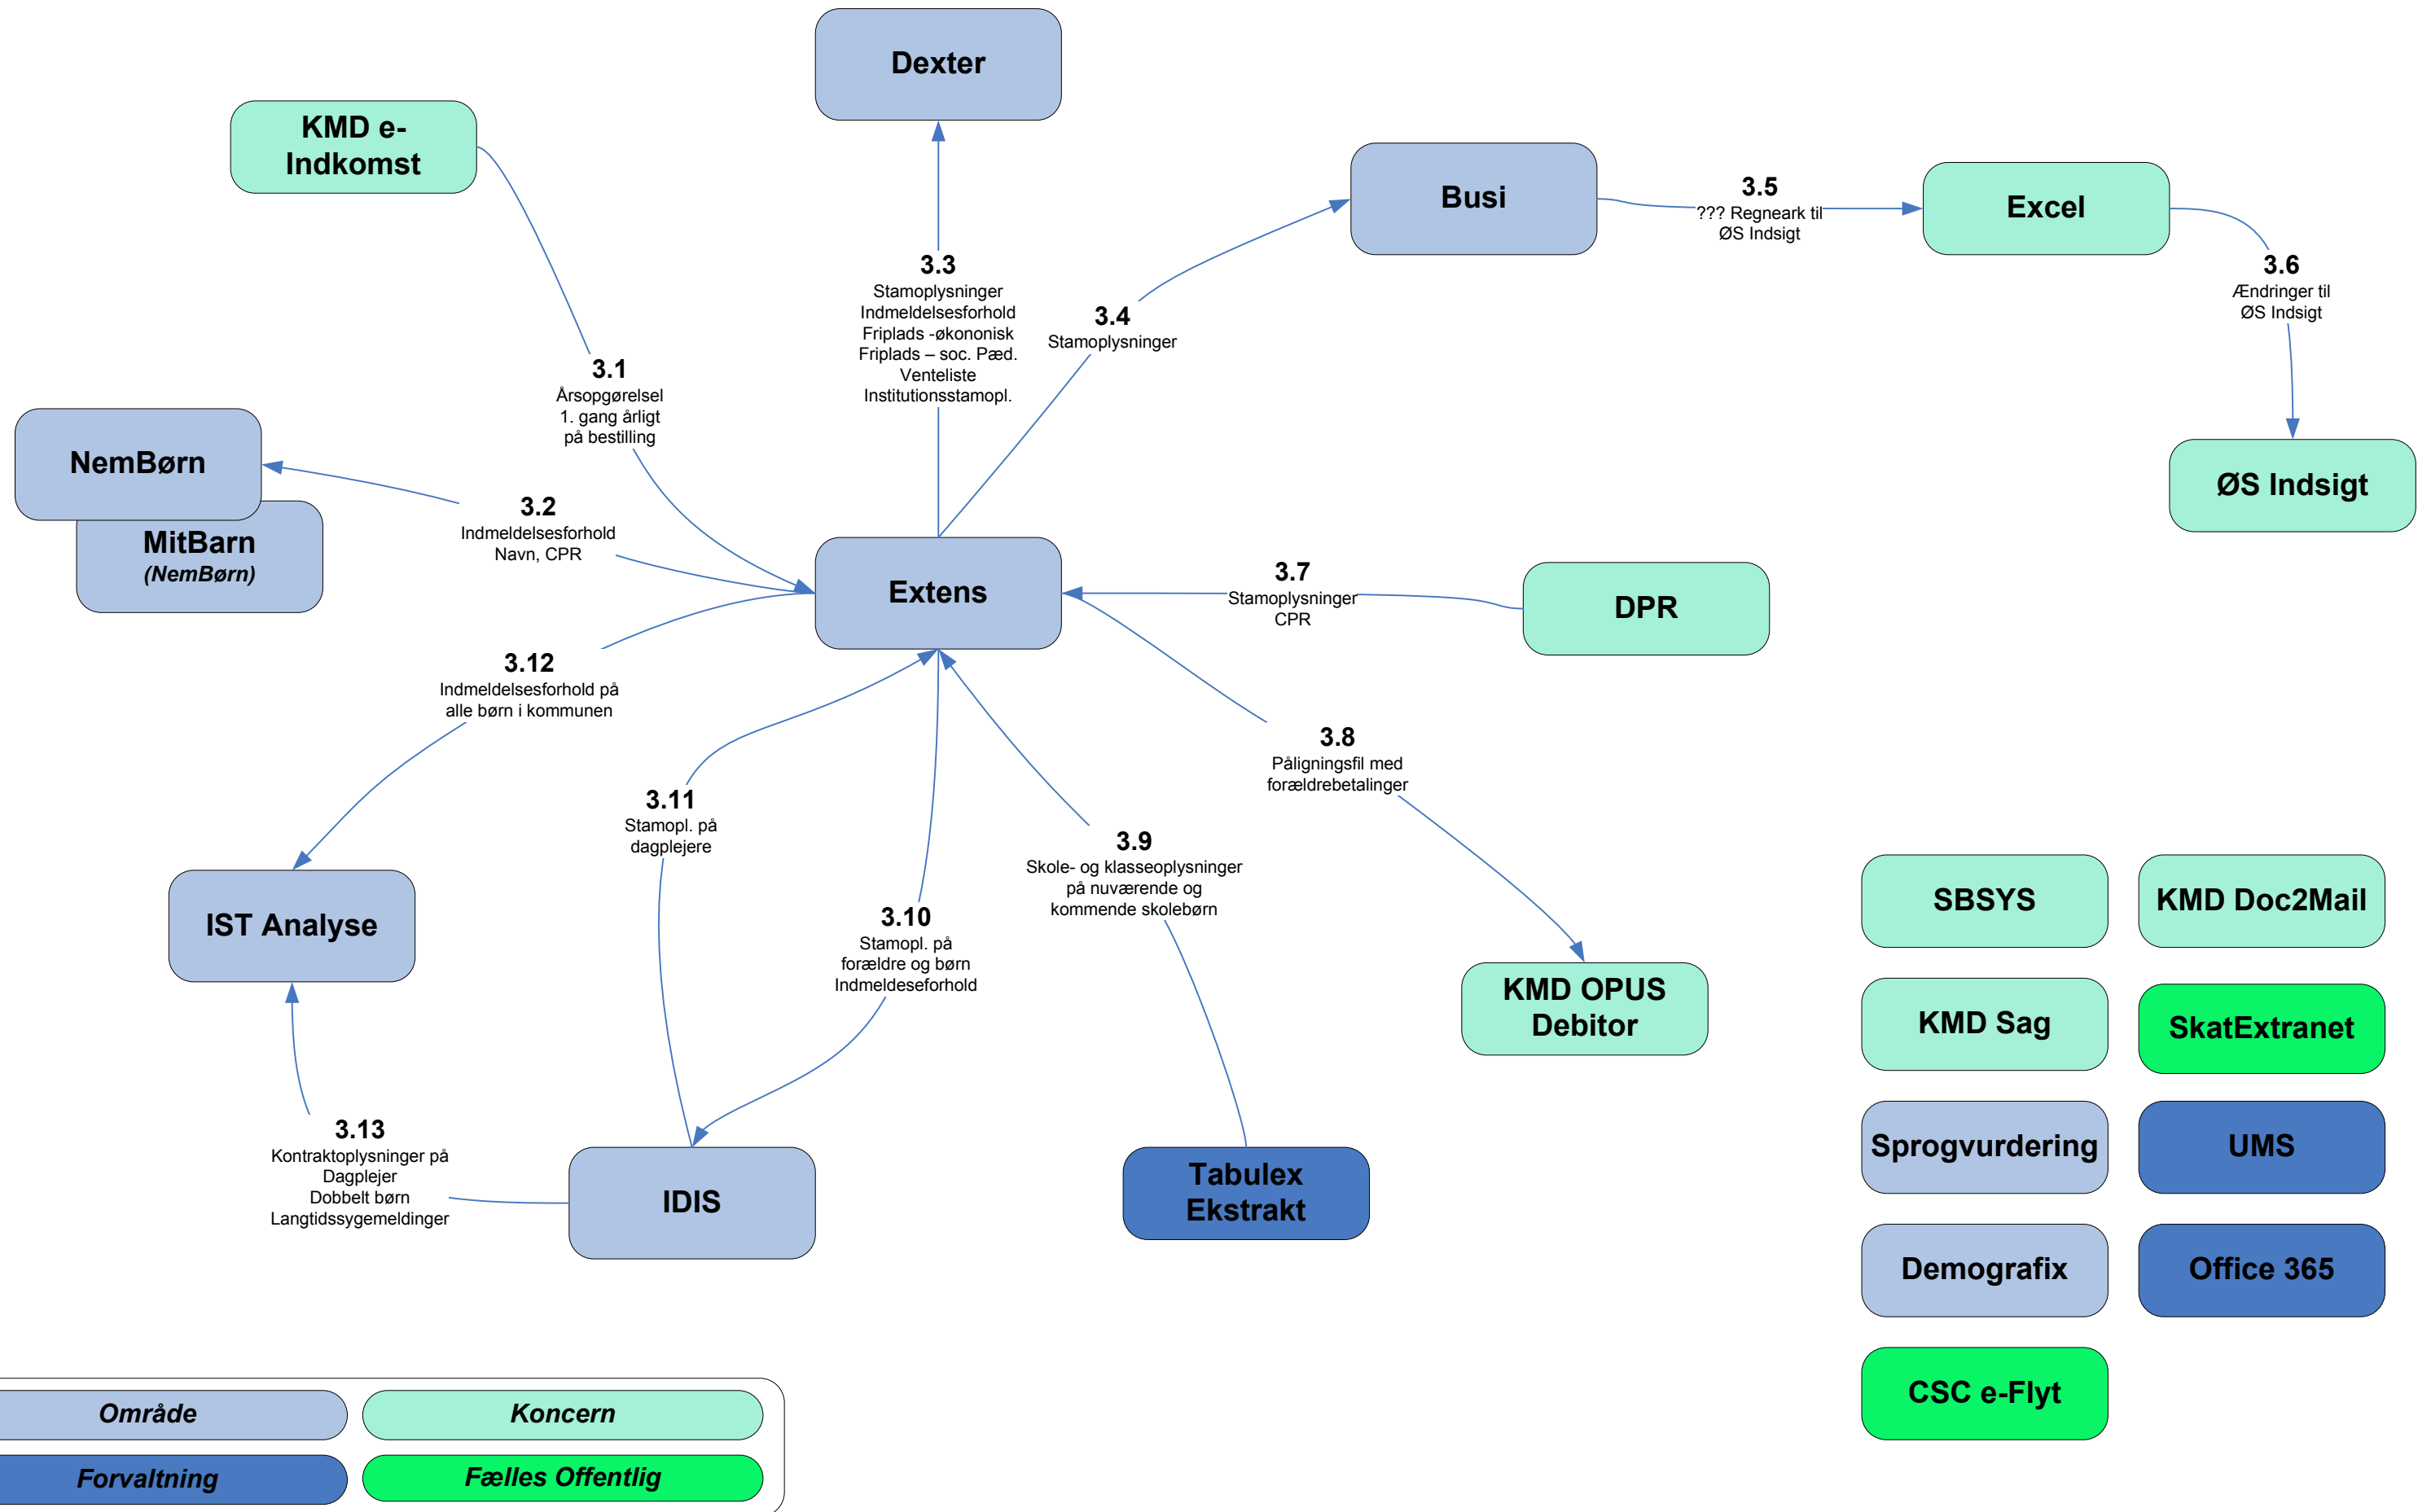 Dexter
KMD e-
Indkomst
Busi
3.5
??? Regneark til
ØS Indsigt
Excel
3.3
Stamoplysninger
Indmeldelsesforhold
Friplads -økononisk
Friplads – soc. Pæd.
Venteliste
Institutionsstamopl.
3.4
Stamoplysninger
3.6
Ændringer til
ØS Indsigt
3.1
Årsopgørelsel
1. gang årligt
på bestilling
NemBørn
MitBarn
(NemBørn)
3.2
Indmeldelsesforhold
Navn, CPR
ØS Indsigt
Extens
3.7
Stamoplysninger
CPR
DPR
3.12
Indmeldelsesforhold på
alle børn i kommunen
3.11
Stamopl. på
dagplejere
3.8
Påligningsfil med
forældrebetalinger
3.9
Skole- og klasseoplysninger
på nuværende og
kommende skolebørn
3.10
Stamopl. på
forældre og børn
Indmeldeseforhold
IST Analyse
KMD OPUS
Debitor
3.13
Kontraktoplysninger på
Dagplejer
Dobbelt børn
Langtidssygemeldinger
IDIS
Tabulex
Ekstrakt
SBSYS
KMD Doc2Mail
KMD Sag
SkatExtranet
Sprogvurdering
UMS
Demografix
Office 365
CSC e-Flyt
Område
Koncern
Forvaltning
Fælles Offentlig